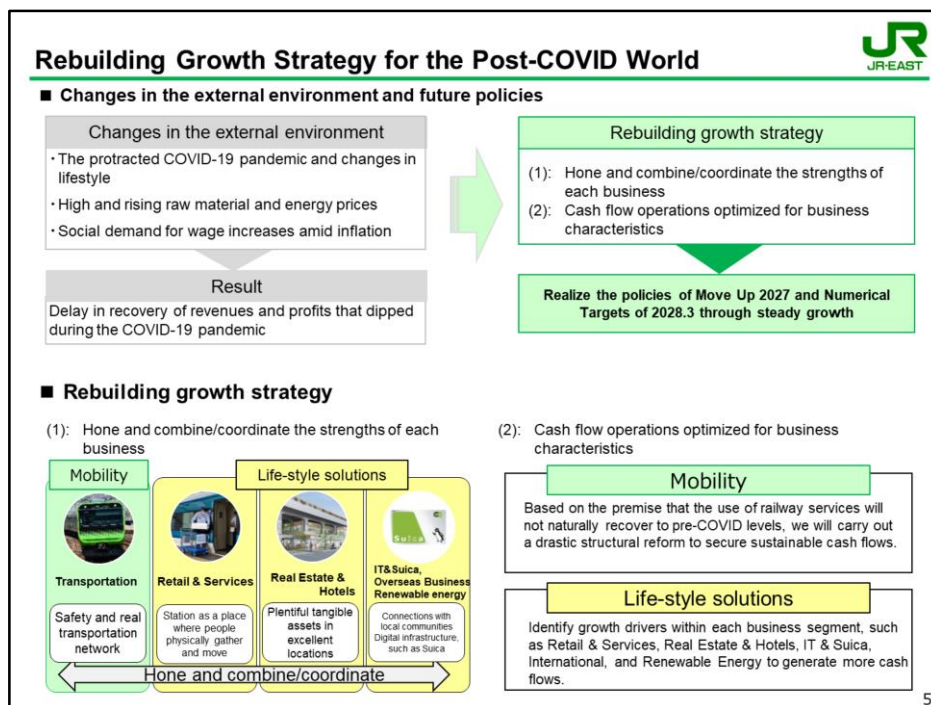 Rebuilding Growth Strategy for the Post-COVID World
JR
JR-EAST
■ Changes in the external environment and future policies
Changes in the external environment
・The protracted COVID-19 pandemic and changes in
lifestyle
・High and rising raw material and energy prices
・Social demand for wage increases amid inflation
Result
Delay in recovery of revenues and profits that dipped
during the COVID-19 pandemic
Rebuilding growth strategy
(1): Hone and combine/coordinate the strengths of
each business
(2): Cash flow operations optimized for business
characteristics
Realize the policies of Move Up 2027 and Numerical
Targets of 2028.3 through steady growth
■ Rebuilding growth strategy
(1): Hone and combine/coordinate the strengths of each
business
Mobility
Life-style solutions
Suica
Transportation
Retail & Services
Real Estate &
Hotels
IT&Suica,
Overseas Business
Renewable energy
Safety and real
transportation
network
Station as a place
where people
physically gather
and move
Plentiful tangible
assets in
excellent
locations
Connections with
local communities
Digital infrastructure,
such as Suica
Hone and combine/coordinate
(2): Cash flow operations optimized for business
characteristics
Mobility
Based on the premise that the use of railway services will
not naturally recover to pre-COVID levels, we will carry out
a drastic structural reform to secure sustainable cash flows.
Life-style solutions
Identify growth drivers within each business segment, such
as Retail & Services, Real Estate & Hotels, IT & Suica,
International, and Renewable Energy to generate more cash
flows.
5